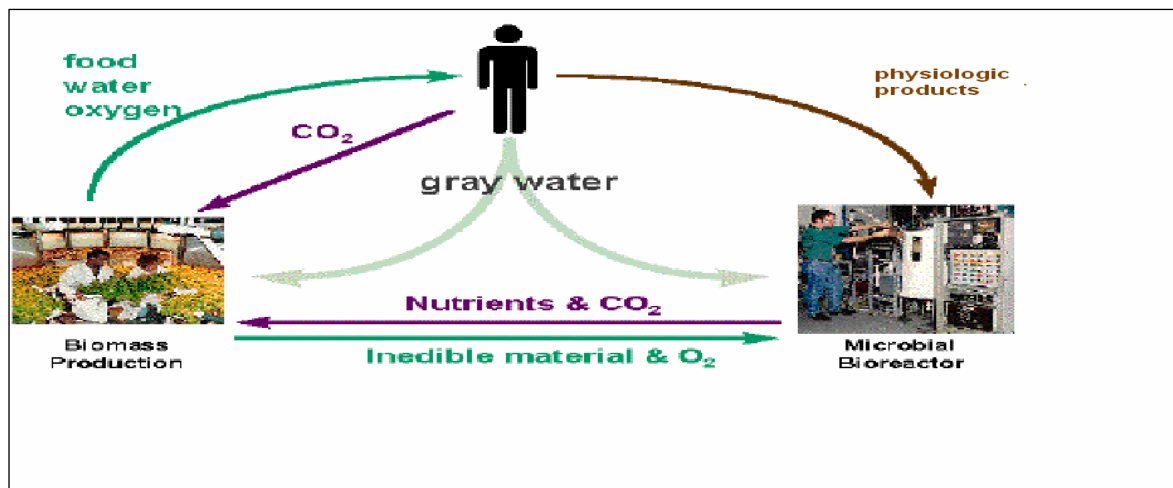 food
water
oxygen
physiologic
products
CO₂
gray water
Nutrients & CO₂
Inedible material & O₂
Biomass
Production
Microbial
Bioreactor